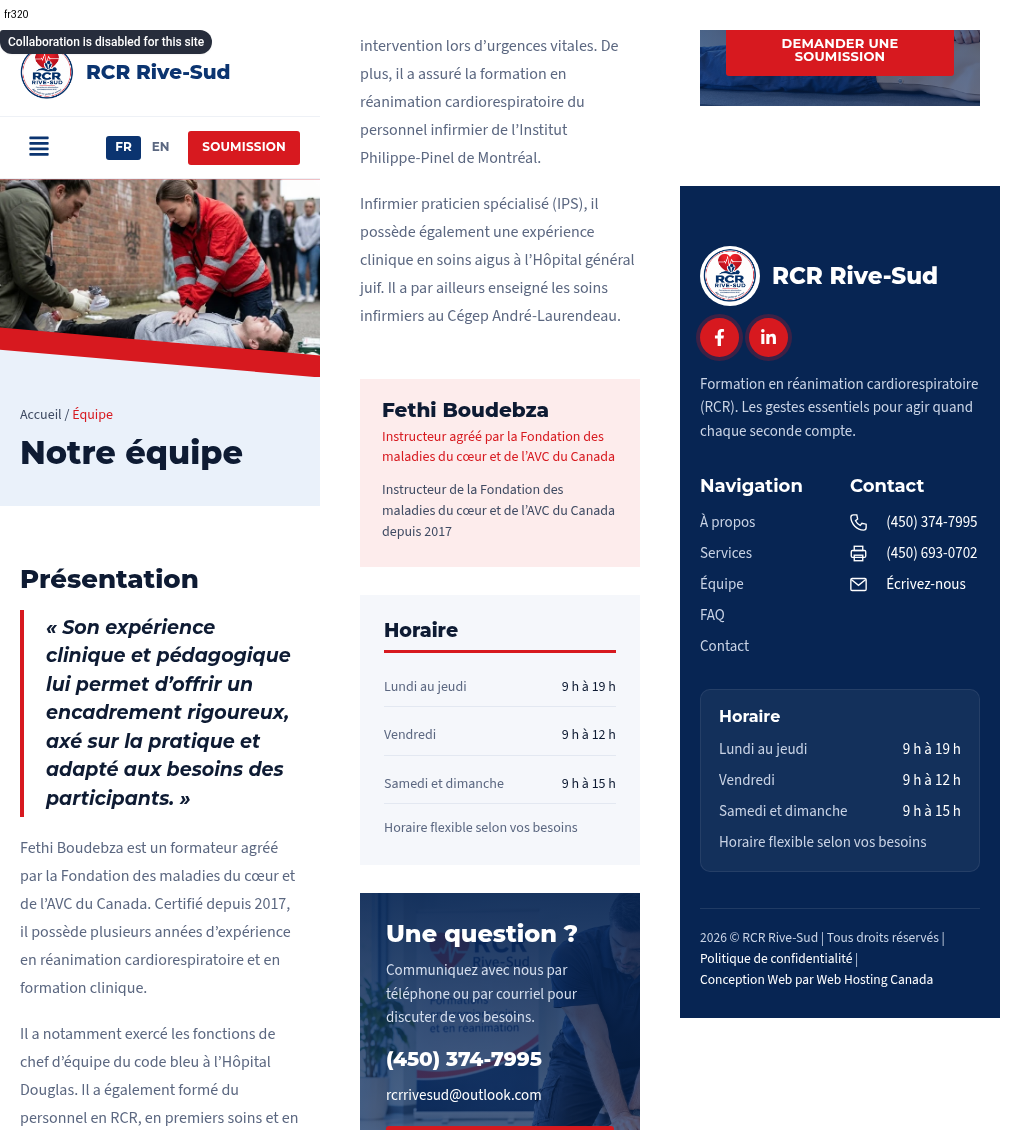 fr320
Collaboration is disabled for this site
RCR
RIVE-SUD
RCR Rive-Sud
FR
EN
SOUMISSION
Accueil / Équipe
Notre équipe
Présentation
« Son expérience
clinique et pédagogique
lui permet d’offrir un
encadrement rigoureux,
axé sur la pratique et
adapté aux besoins des
participants. »
Fethi Boudebza est un formateur agréé
par la Fondation des maladies du cœur et
de l’AVC du Canada. Certifié depuis 2017,
il possède plusieurs années d’expérience
en réanimation cardiorespiratoire et en
formation clinique.
Il a notamment exercé les fonctions de
chef d’équipe du code bleu à l’Hôpital
Douglas. Il a également formé du
personnel en RCR, en premiers soins et en
intervention lors d’urgences vitales. De
plus, il a assuré la formation en
réanimation cardiorespiratoire du
personnel infirmier de l’Institut
Philippe-Pinel de Montréal.
Infirmier praticien spécialisé (IPS), il
possède également une expérience
clinique en soins aigus à l’Hôpital général
juif. Il a par ailleurs enseigné les soins
infirmiers au Cégep André-Laurendeau.
Fethi Boudebza
Instructeur agréé par la Fondation des
maladies du cœur et de l’AVC du Canada
Instructeur de la Fondation des
maladies du cœur et de l’AVC du Canada
depuis 2017
Horaire
Lundi au jeudi 9 h à 19 h
Vendredi 9 h à 12 h
Samedi et dimanche 9 h à 15 h
Horaire flexible selon vos besoins
Une question ?
Communiquez avec nous par
téléphone ou par courriel pour
discuter de vos besoins.
et en réanimation
(450) 374-7995
rcrrivesud@outlook.com
DEMANDER UNE
SOUMISSION
RCR
RIVE-SUD
RCR Rive-Sud
Formation en réanimation cardiorespiratoire
(RCR). Les gestes essentiels pour agir quand
chaque seconde compte.
Navigation
À propos
Services
Équipe
FAQ
Contact
Contact
(450) 374-7995
(450) 693-0702
Écrivez-nous
Horaire
Lundi au jeudi 9 h à 19 h
Vendredi 9 h à 12 h
Samedi et dimanche 9 h à 15 h
Horaire flexible selon vos besoins
2026 © RCR Rive-Sud | Tous droits réservés |
Politique de confidentialité |
Conception Web par Web Hosting Canada